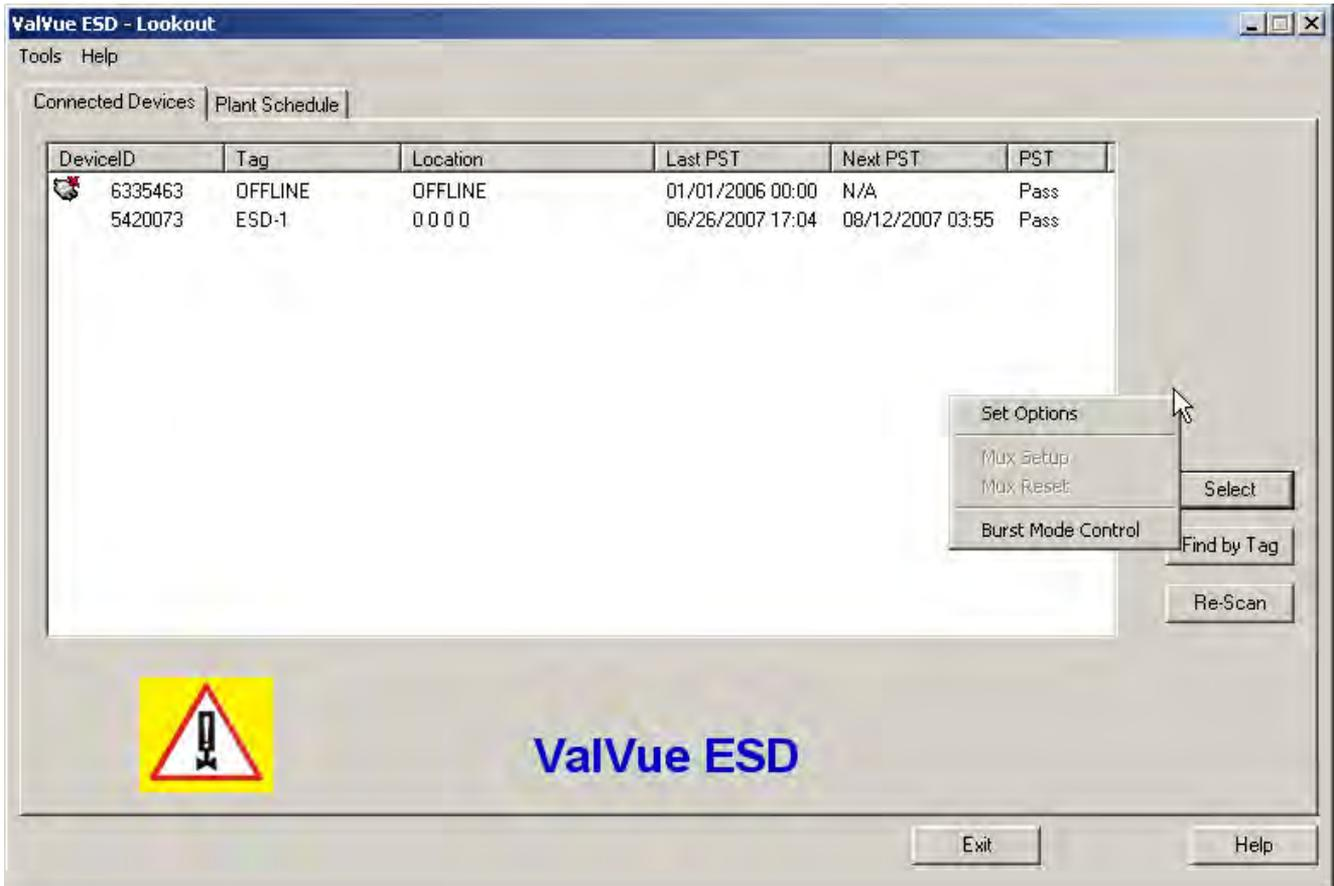 ValVue ESD - Lookout
Tools Help
Connected Devices Plant Schedule
DeviceID Tag Location Last PST Next PST PST
6335463 OFFLINE OFFLINE 01/01/2006 00:00 N/A Pass
5420073 ESD-1 0 0 0 0 06/26/2007 17:04 08/12/2007 03:55 Pass
Set Options
Mux Setup
Mux Reset
Select
Burst Mode Control
Find by Tag
Re-Scan
ValVue ESD
Exit Help